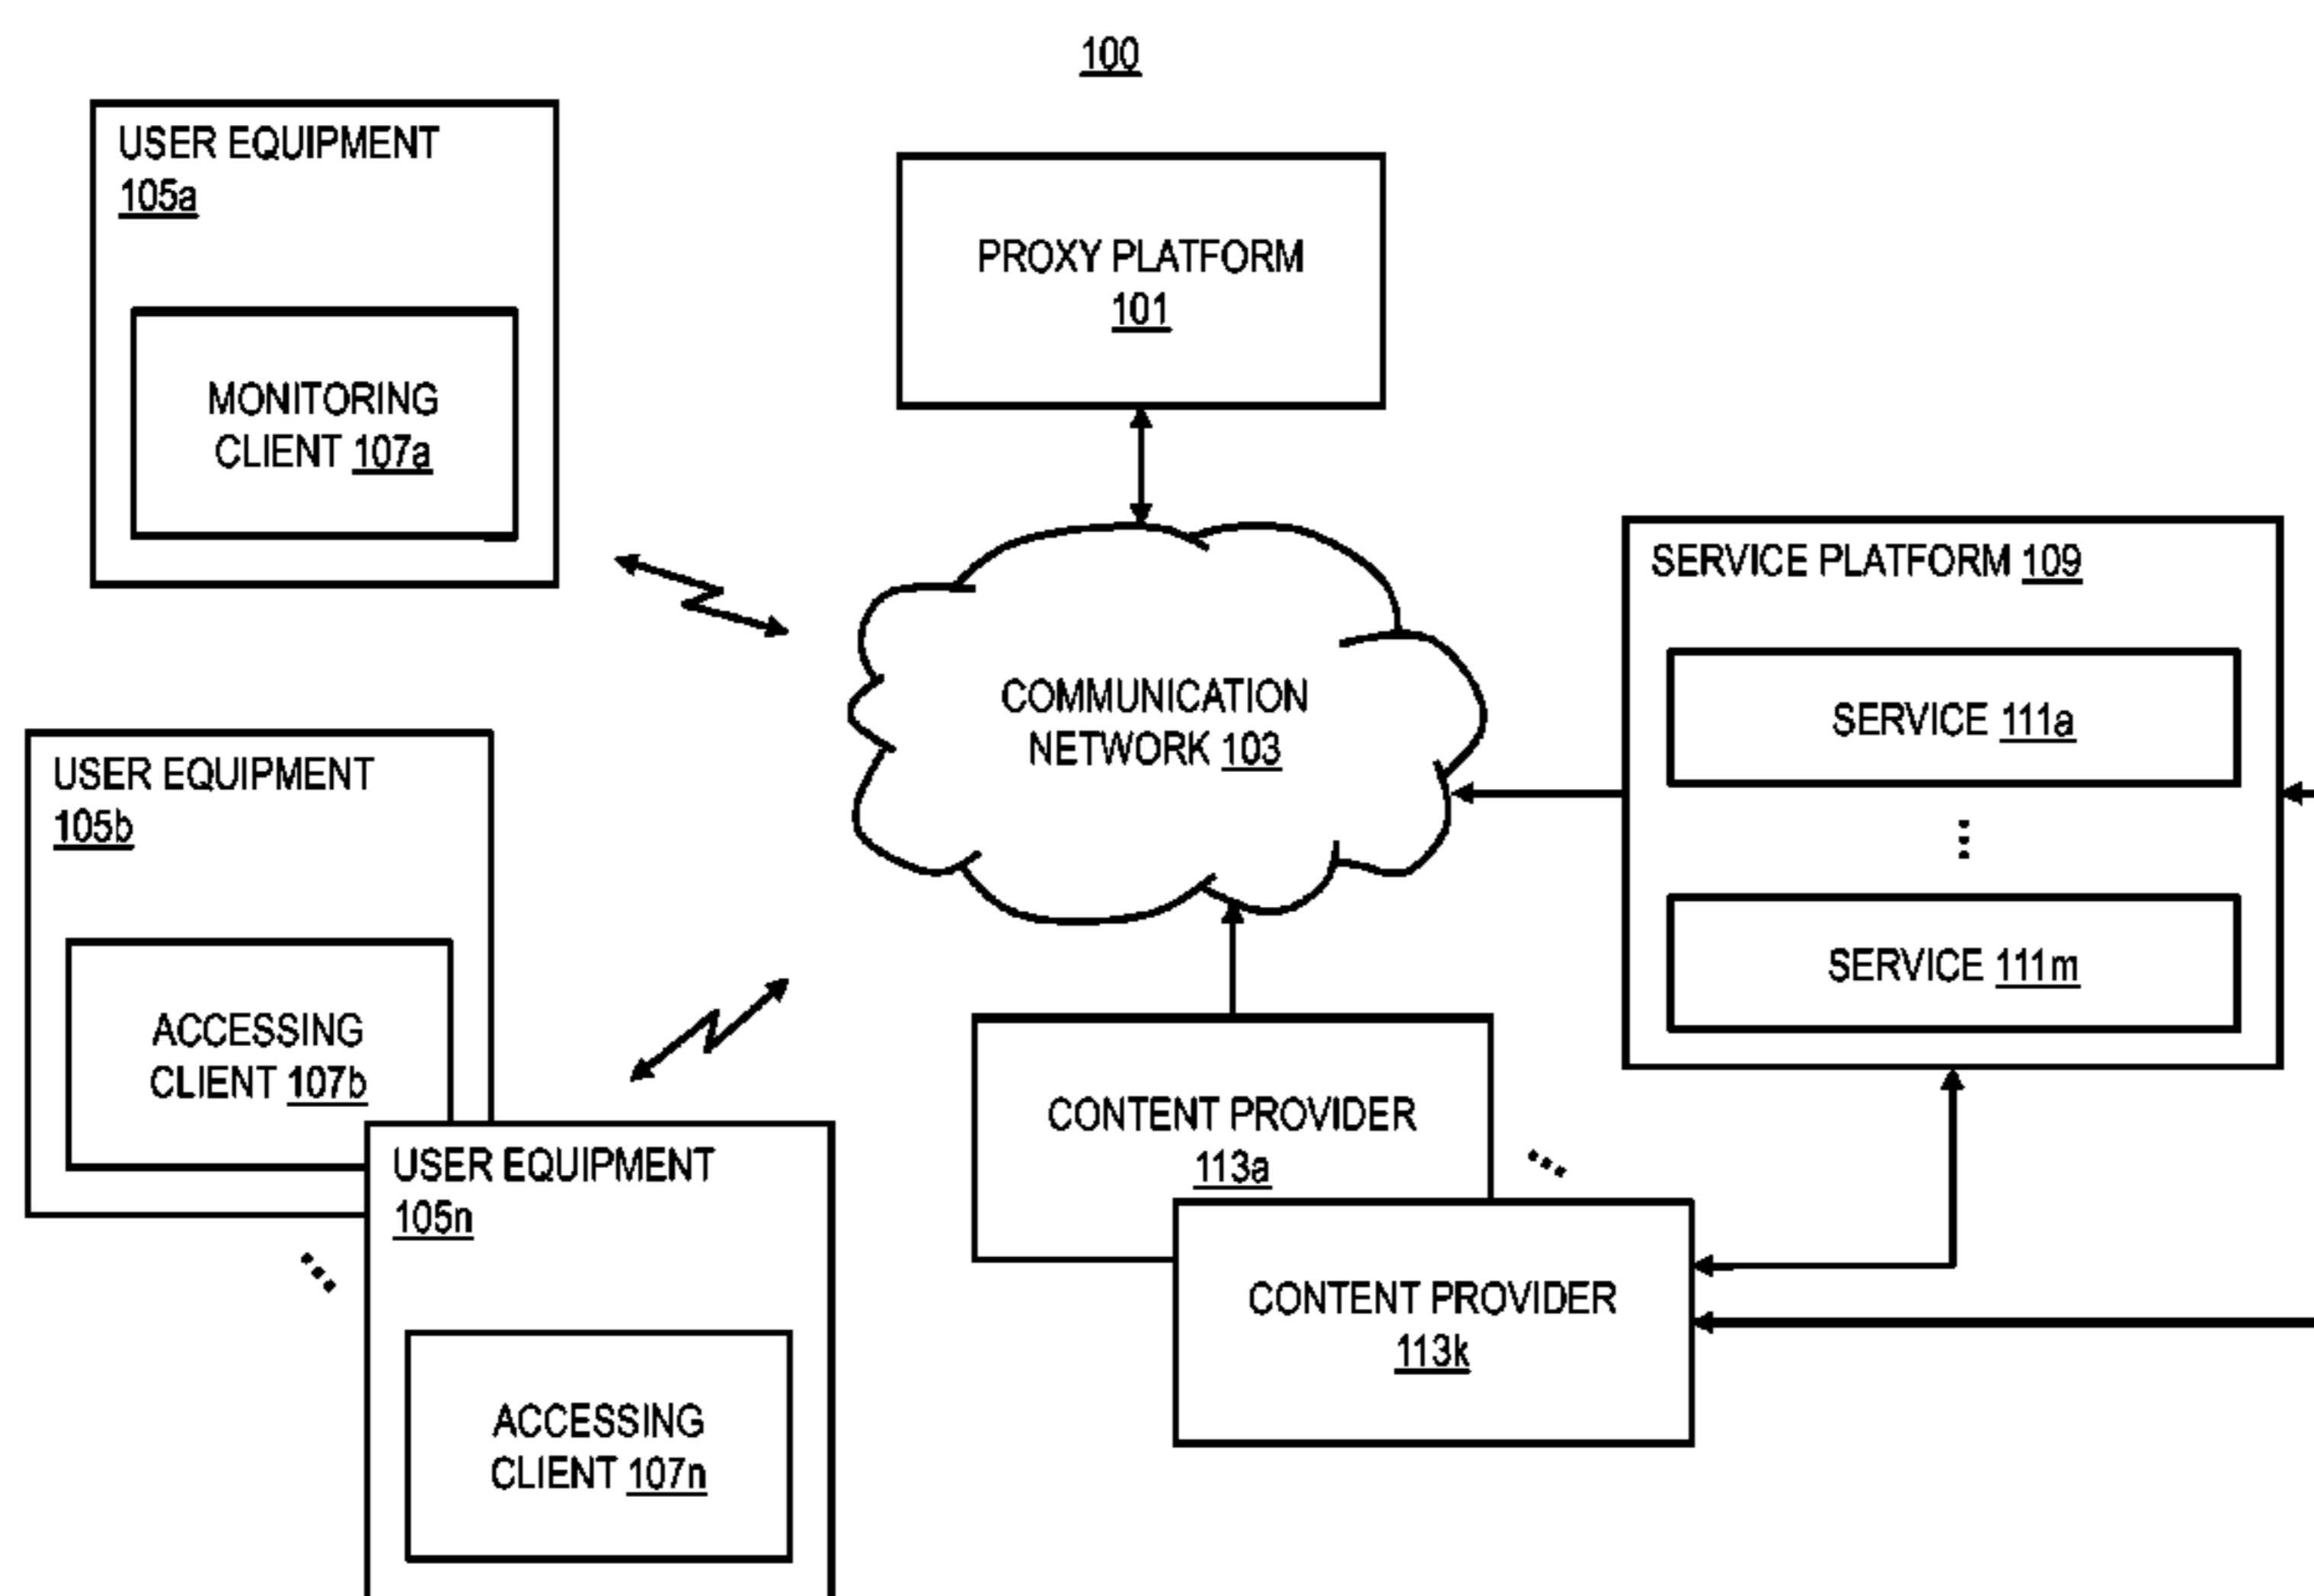 100
USER EQUIPMENT
105a
MONITORING
CLIENT 107a
PROXY PLATFORM
101
COMMUNICATION
NETWORK 103
SERVICE PLATFORM 109
SERVICE 111a
SERVICE 111m
USER EQUIPMENT
105b
ACCESSING
CLIENT 107b
USER EQUIPMENT
105n
ACCESSING
CLIENT 107n
CONTENT PROVIDER
113a
CONTENT PROVIDER
113k